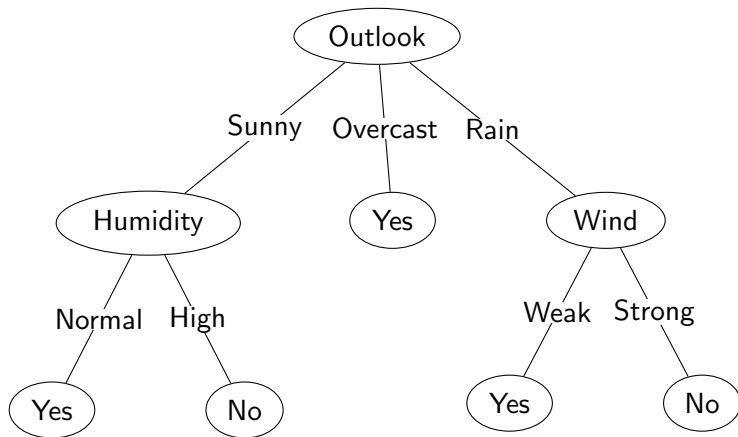 Outlook
Sunny Overcast Rain
Humidity Yes Wind
Normal High Weak Strong
Yes No Yes No